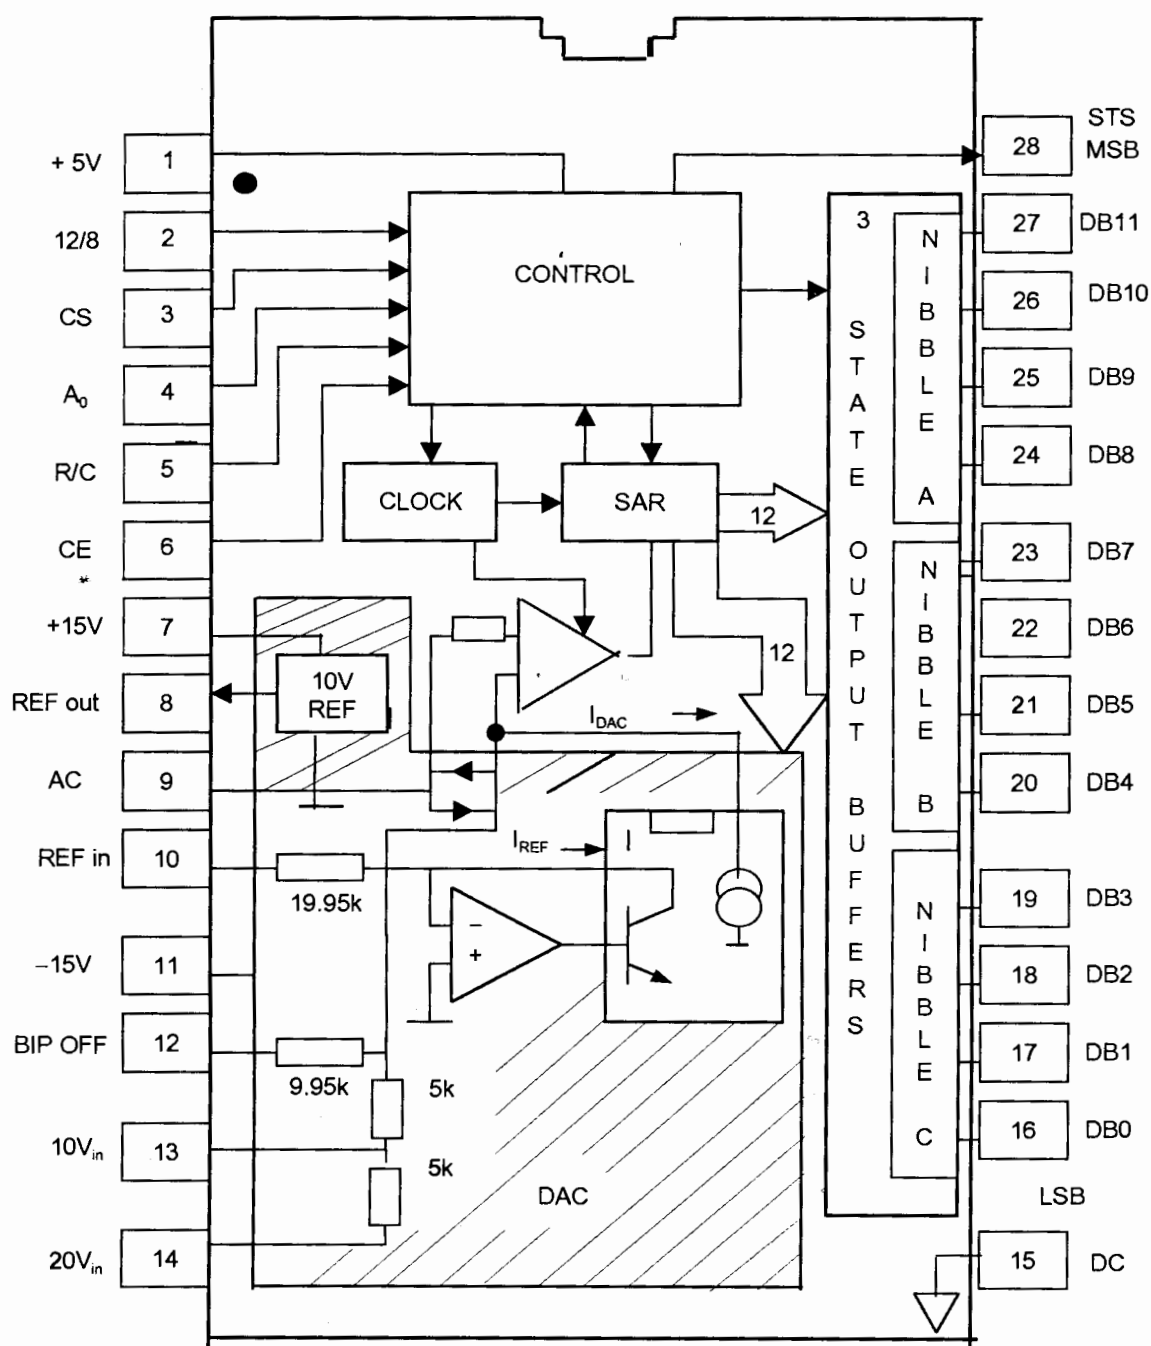 + 5V
1
12/8
2
CS
3
A0
4
R/C
5
CE
6
*
+15V
7
REF out
8
AC
9
REF in
10
–15V
11
BIP OFF
12
10Vin
13
20Vin
14
CONTROL
CLOCK
SAR
12
12
10V
REF
IDAC
IREF
I
19.95k
–
+
9.95k
5k
5k
DAC
3 STATE OUTPUT BUFFERS
NIBBLE A
NIBBLE B
NIBBLE C
STS
28
MSB
27
DB11
26
DB10
25
DB9
24
DB8
23
DB7
22
DB6
21
DB5
20
DB4
19
DB3
18
DB2
17
DB1
16
DB0
LSB
15
DC